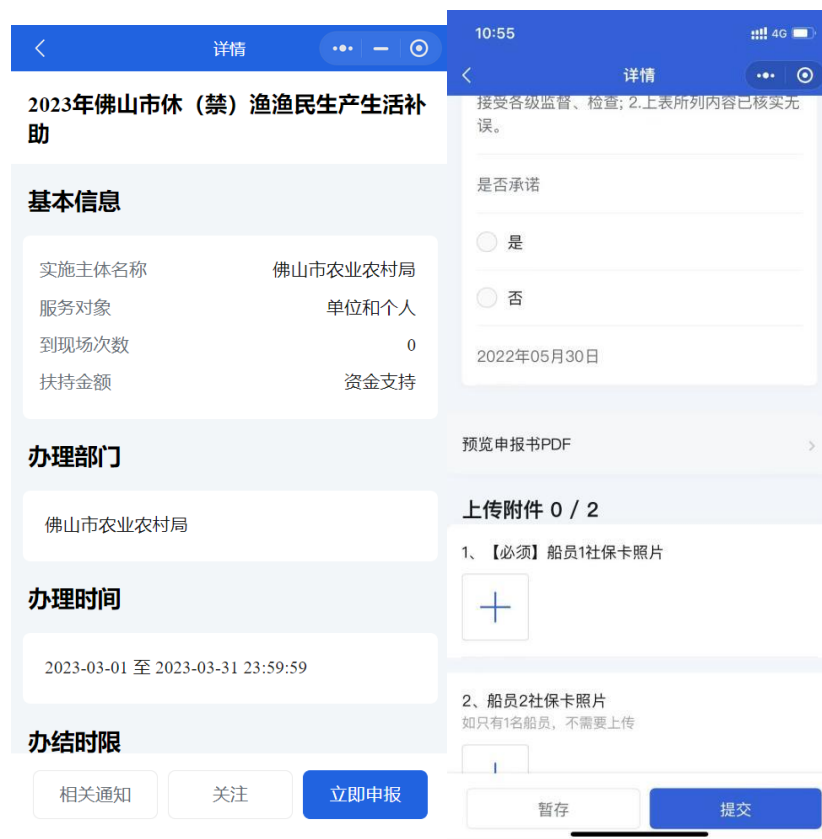 详情
2023年佛山市休（禁）渔渔民生产生活补
助
基本信息
实施主体名称 佛山市农业农村局
服务对象 单位和个人
到现场次数 0
扶持金额 资金支持
办理部门
佛山市农业农村局
办理时间
2023-03-01 至 2023-03-31 23:59:59
办结时限
相关通知 关注 立即申报
10:55 4G
详情
接受各级监督、检查; 2.上表所列内容已核实无
误。
是否承诺
是
否
2022年05月30日
预览申报书PDF
上传附件 0 / 2
1、【必须】船员1社保卡照片
2、船员2社保卡照片
如只有1名船员，不需要上传
暂存 提交